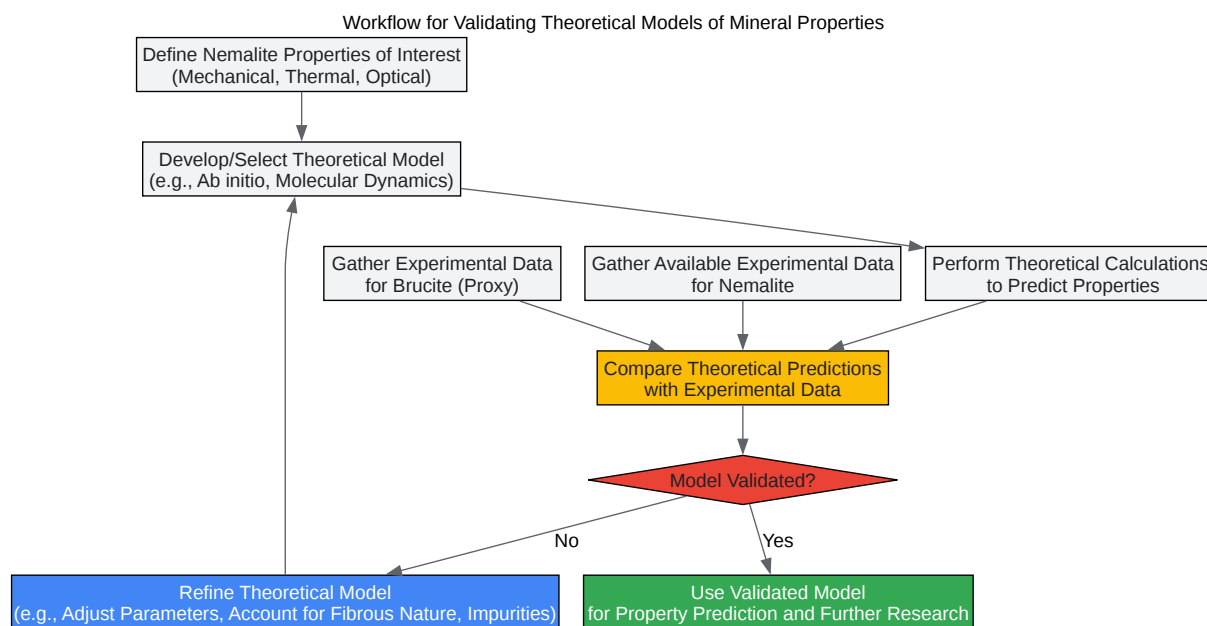 Workflow for Validating Theoretical Models of Mineral Properties
Define Nemalite Properties of Interest
(Mechanical, Thermal, Optical)
Develop/Select Theoretical Model
(e.g., Ab initio, Molecular Dynamics)
Gather Experimental Data
for Brucite (Proxy)
Gather Available Experimental Data
for Nemalite
Perform Theoretical Calculations
to Predict Properties
Compare Theoretical Predictions
with Experimental Data
Model Validated?
No
Yes
Refine Theoretical Model
(e.g., Adjust Parameters, Account for Fibrous Nature, Impurities)
Use Validated Model
for Property Prediction and Further Research